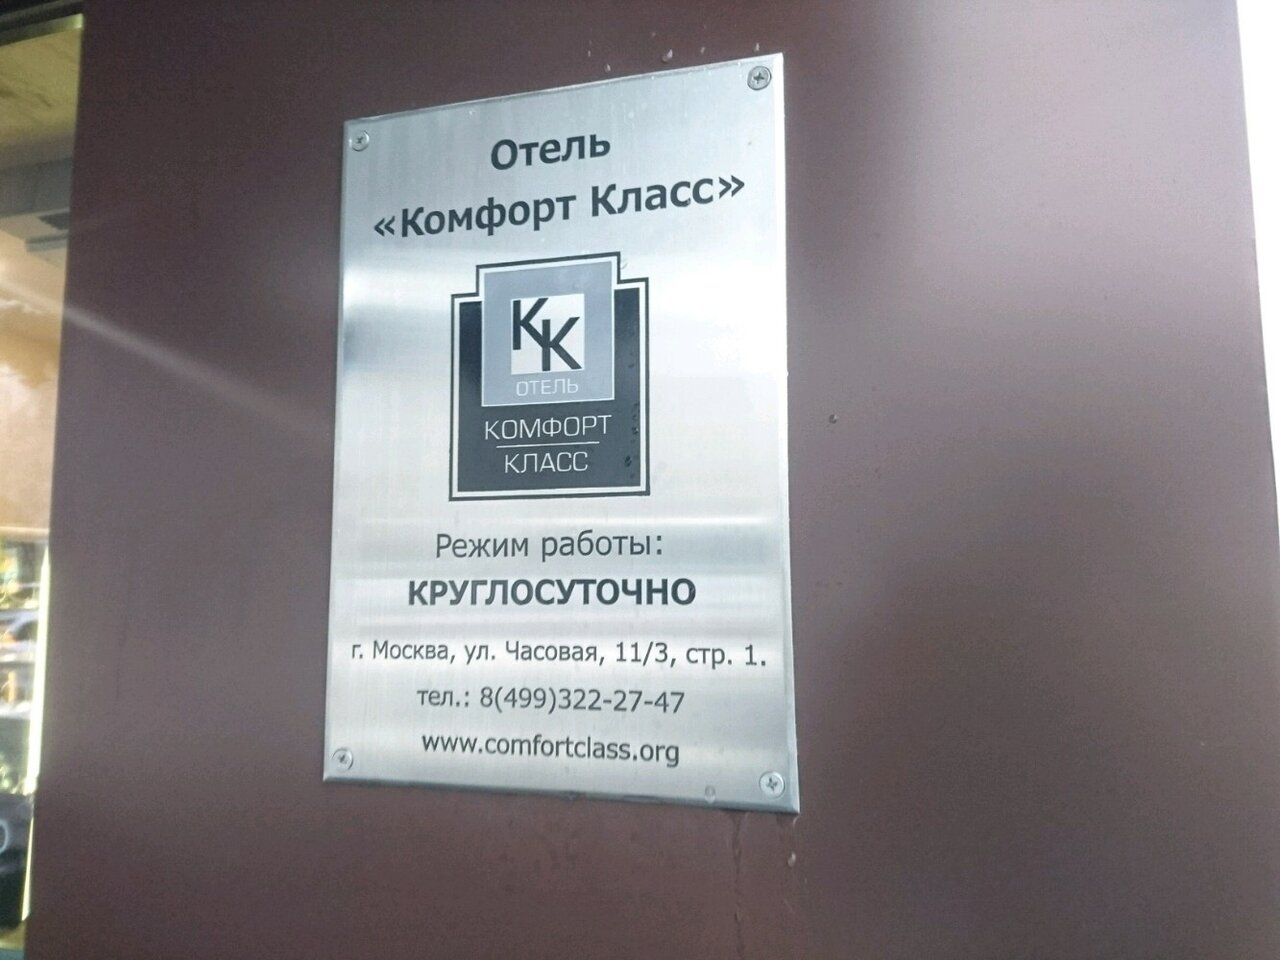 Отель
«Комфорт Класс»
КК
ОТЕЛЬ
КОМФОРТ
КЛАСС
Режим работы:
КРУГЛОСУТОЧНО
г. Москва, ул. Часовая, 11/3, стр. 1.
тел.: 8(499)322-27-47
www.comfortclass.org